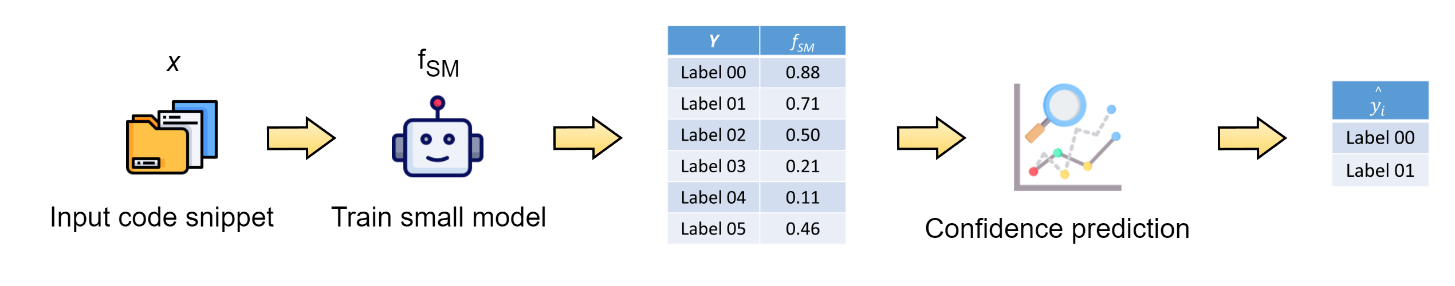 x
Input code snippet
f_SM
Train small model
Y f_SM
Label 00 0.88
Label 01 0.71
Label 02 0.50
Label 03 0.21
Label 04 0.11
Label 05 0.46
Confidence prediction
ŷ_i
Label 00
Label 01